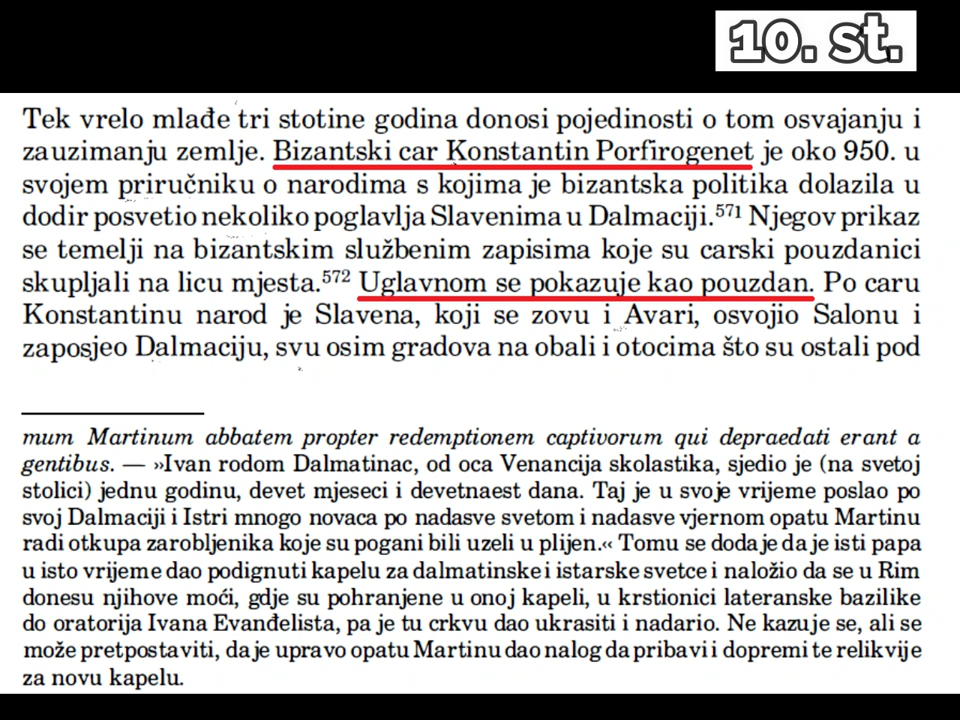 10. st.
Tek vrelo mlađe tri stotine godina donosi pojedinosti o tom osvajanju i
zauzimanju zemlje. Bizantski car Konstantin Porfirogenet je oko 950. u
svojem priručniku o narodima s kojima je bizantska politika dolazila u
dodir posvetio nekoliko poglavlja Slavenima u Dalmaciji.⁵⁷¹ Njegov prikaz
se temelji na bizantskim službenim zapisima koje su carski pouzdanici
skupljali na licu mjesta.⁵⁷² Uglavnom se pokazuje kao pouzdan. Po caru
Konstantinu narod je Slavena, koji se zovu i Avari, osvojio Salonu i
zaposjeo Dalmaciju, svu osim gradova na obali i otocima što su ostali pod
mum Martinum abbatem propter redemptionem captivorum qui depraedati erant a
gentibus. — »Ivan rodom Dalmatinac, od oca Venancija skolastika, sjedio je (na svetoj
stolici) jednu godinu, devet mjeseci i devetnaest dana. Taj je u svoje vrijeme poslao po
svoj Dalmaciji i Istri mnogo novaca po nadasve svetom i nadasve vjernom opatu Martinu
radi otkupa zarobljenika koje su pogani bili uzeli u plijen.« Tomu se dodaje da je isti papa
u isto vrijeme dao podignuti kapelu za dalmatinske i istarske svetce i naložio da se u Rim
donesu njihove moći, gdje su pohranjene u onoj kapeli, u krstionici lateranske bazilike
do oratorija Ivana Evanđelista, pa je tu crkvu dao ukrasiti i nadario. Ne kazuje se, ali se
može pretpostaviti, da je upravo opatu Martinu dao nalog da pribavi i dopremi te relikvije
za novu kapelu.